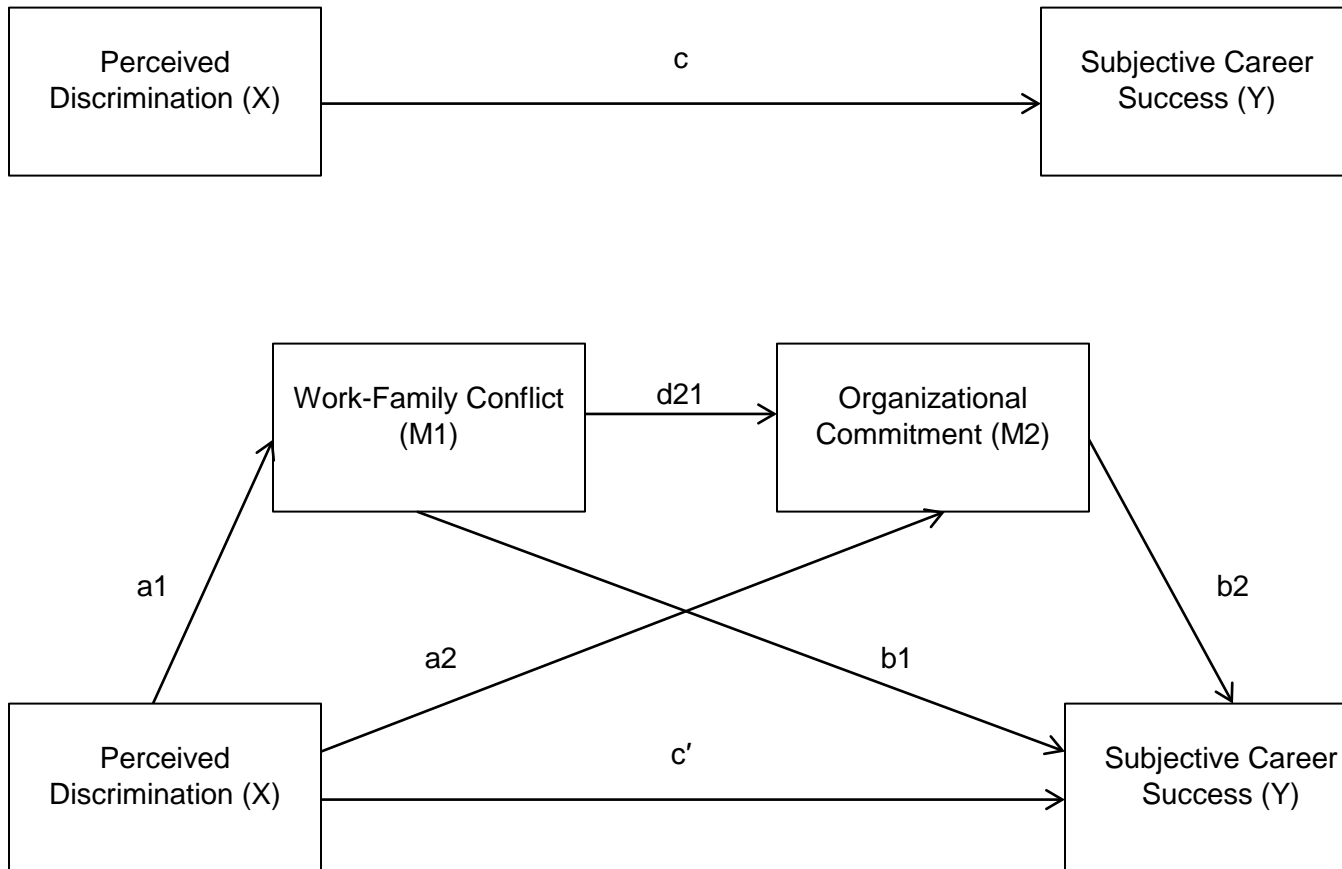 Perceived
Discrimination (X)
c
Subjective Career
Success (Y)
Work-Family Conflict
(M1)
d21
Organizational
Commitment (M2)
a1
a2
b1
b2
Perceived
Discrimination (X)
c′
Subjective Career
Success (Y)